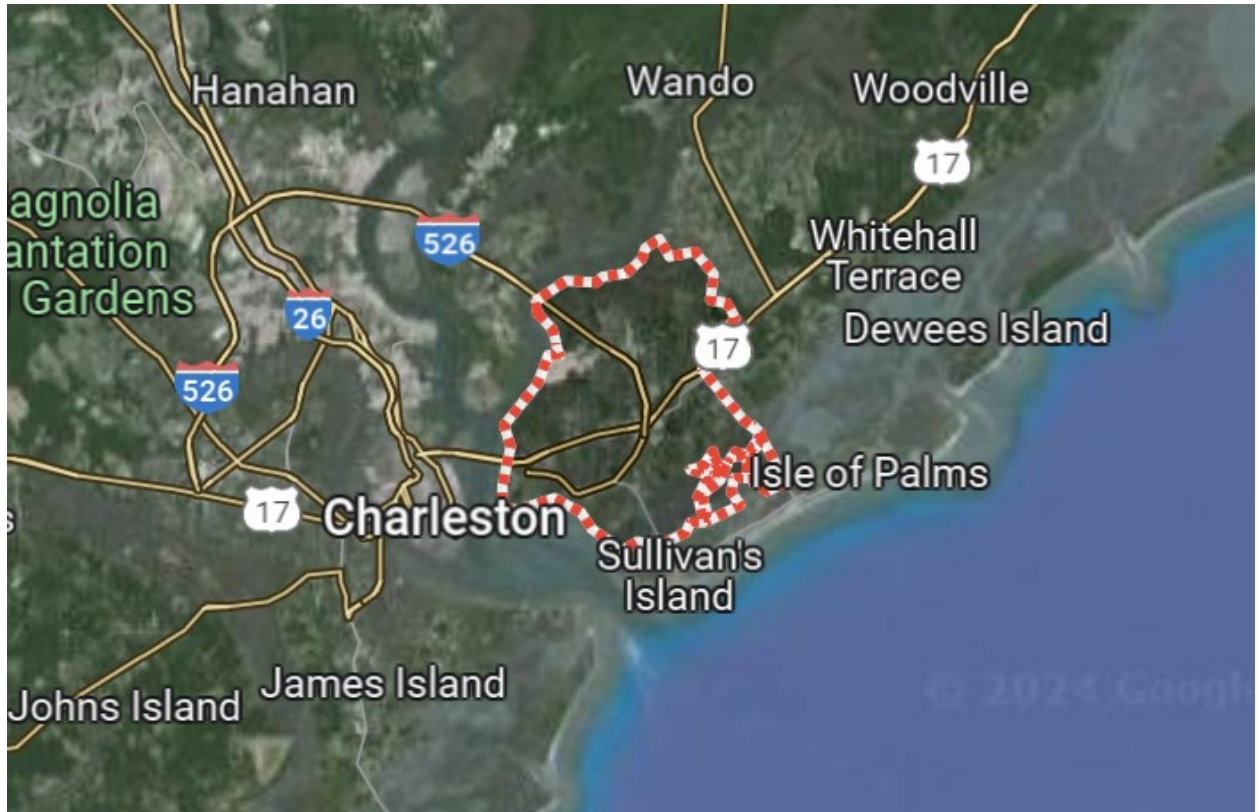 Hanahan
Wando
Woodville
17
agnolia
antation
Gardens
526
Whitehall
Terrace
26
Dewees Island
17
526
Isle of Palms
17
Charleston
s
Sullivan's
Island
James Island
Johns Island
© 2024 Google